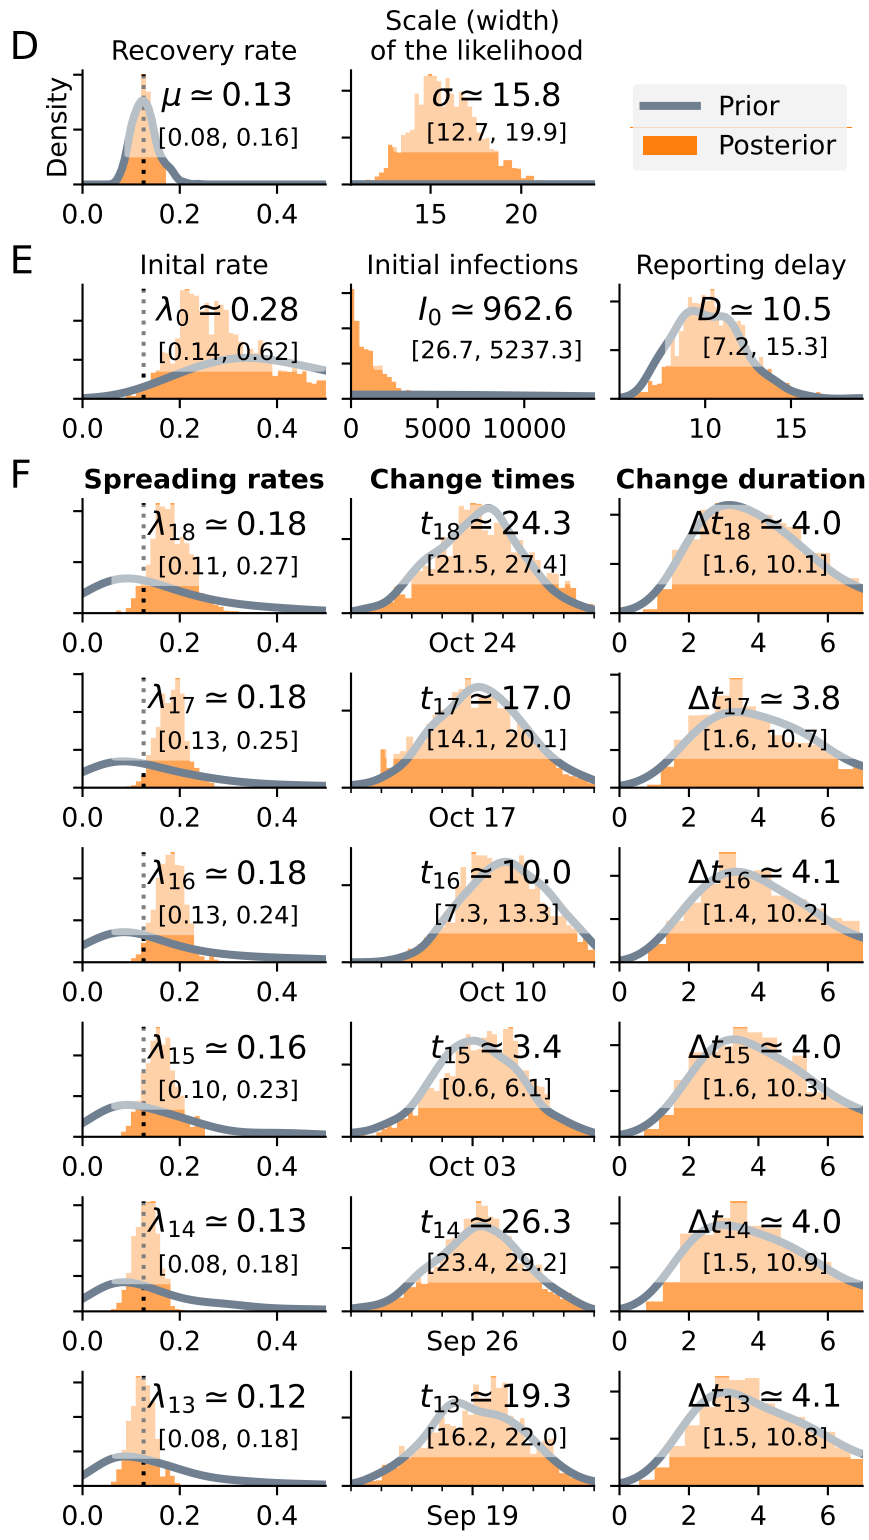 D
Recovery rate
Scale (width)
of the likelihood
Density
μ ≃ 0.13
[0.08, 0.16]
0.0 0.2 0.4
σ ≃ 15.8
[12.7, 19.9]
15 20
Prior
Posterior
E
Inital rate
λ0 ≃ 0.28
[0.14, 0.62]
0.0 0.2 0.4
Initial infections
I0 ≃ 962.6
[26.7, 5237.3]
0 5000 10000
Reporting delay
D ≃ 10.5
[7.2, 15.3]
10 15
F
Spreading rates
Change times
Change duration
λ18 ≃ 0.18
[0.11, 0.27]
0.0 0.2 0.4
t18 ≃ 24.3
[21.5, 27.4]
Oct 24
Δt18 ≃ 4.0
[1.6, 10.1]
0 2 4 6
λ17 ≃ 0.18
[0.13, 0.25]
0.0 0.2 0.4
t17 ≃ 17.0
[14.1, 20.1]
Oct 17
Δt17 ≃ 3.8
[1.6, 10.7]
0 2 4 6
λ16 ≃ 0.18
[0.13, 0.24]
0.0 0.2 0.4
t16 ≃ 10.0
[7.3, 13.3]
Oct 10
Δt16 ≃ 4.1
[1.4, 10.2]
0 2 4 6
λ15 ≃ 0.16
[0.10, 0.23]
0.0 0.2 0.4
t15 ≃ 3.4
[0.6, 6.1]
Oct 03
Δt15 ≃ 4.0
[1.6, 10.3]
0 2 4 6
λ14 ≃ 0.13
[0.08, 0.18]
0.0 0.2 0.4
t14 ≃ 26.3
[23.4, 29.2]
Sep 26
Δt14 ≃ 4.0
[1.5, 10.9]
0 2 4 6
λ13 ≃ 0.12
[0.08, 0.18]
0.0 0.2 0.4
t13 ≃ 19.3
[16.2, 22.0]
Sep 19
Δt13 ≃ 4.1
[1.5, 10.8]
0 2 4 6